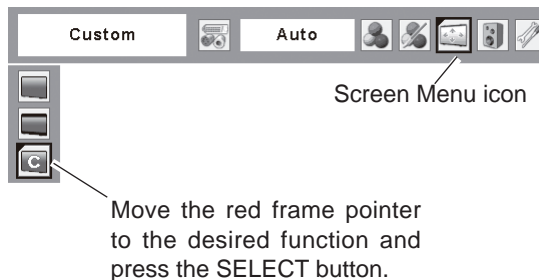 Custom Auto
Screen Menu icon
C
Move the red frame pointer
to the desired function and
press the SELECT button.